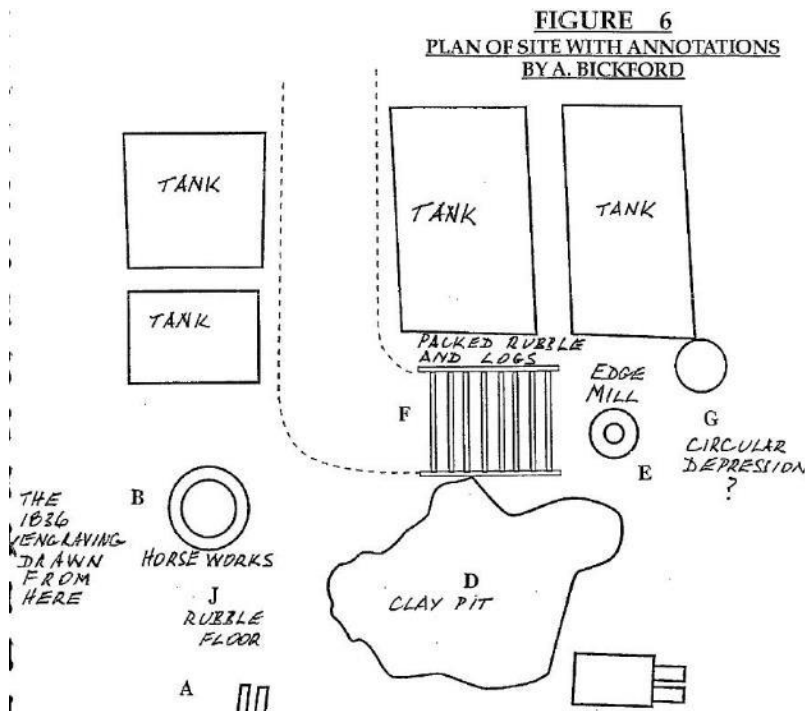 FIGURE 6
PLAN OF SITE WITH ANNOTATIONS
BY A. BICKFORD
TANK
TANK
TANK
TANK
PACKED RUBBLE
AND LOGS
EDGE
MILL
F
G
E
CIRCULAR
DEPRESSION
?
B
THE
1836
ENGRAVING
DRAWN
FROM
HERE
HORSE WORKS
J
RUBBLE
FLOOR
D
CLAY PIT
A